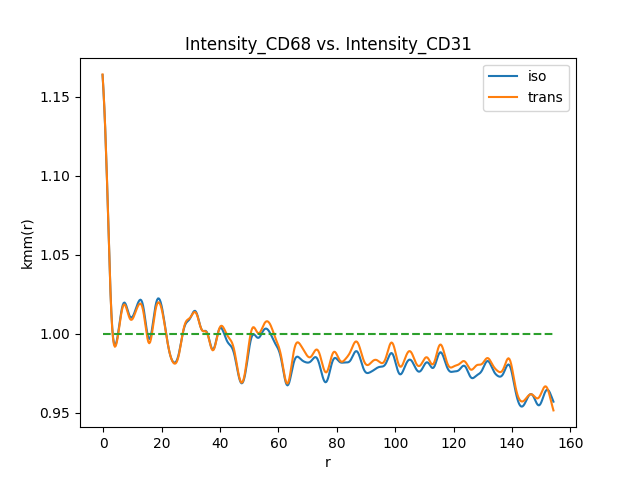 Intensity_CD68 vs. Intensity_CD31
iso
trans
1.15
1.10
1.05
1.00
0.95
kmm(r)
0 20 40 60 80 100 120 140 160
r